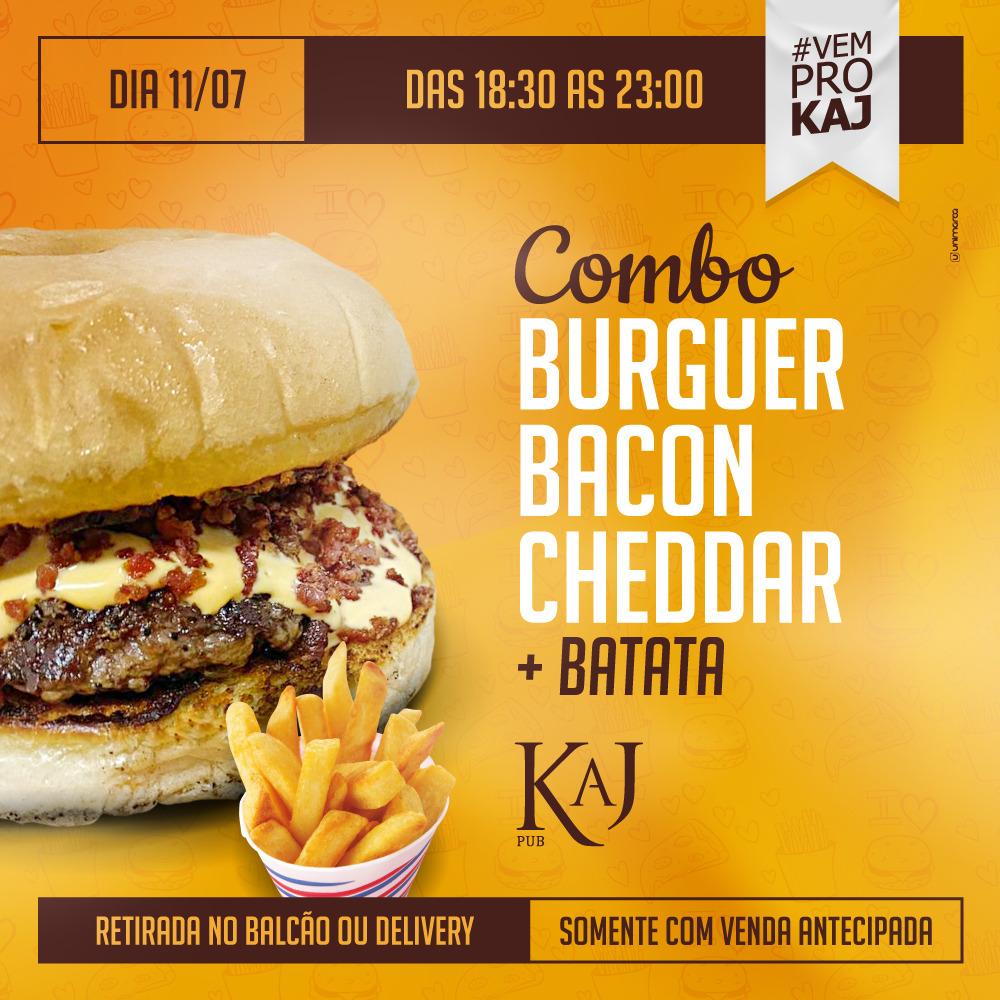 DIA 11/07
DAS 18:30 AS 23:00
#VEM
PRO
KAJ
unimarca
Combo
BURGUER
BACON
CHEDDAR
+ BATATA
KAJ
PUB
RETIRADA NO BALCÃO OU DELIVERY
SOMENTE COM VENDA ANTECIPADA